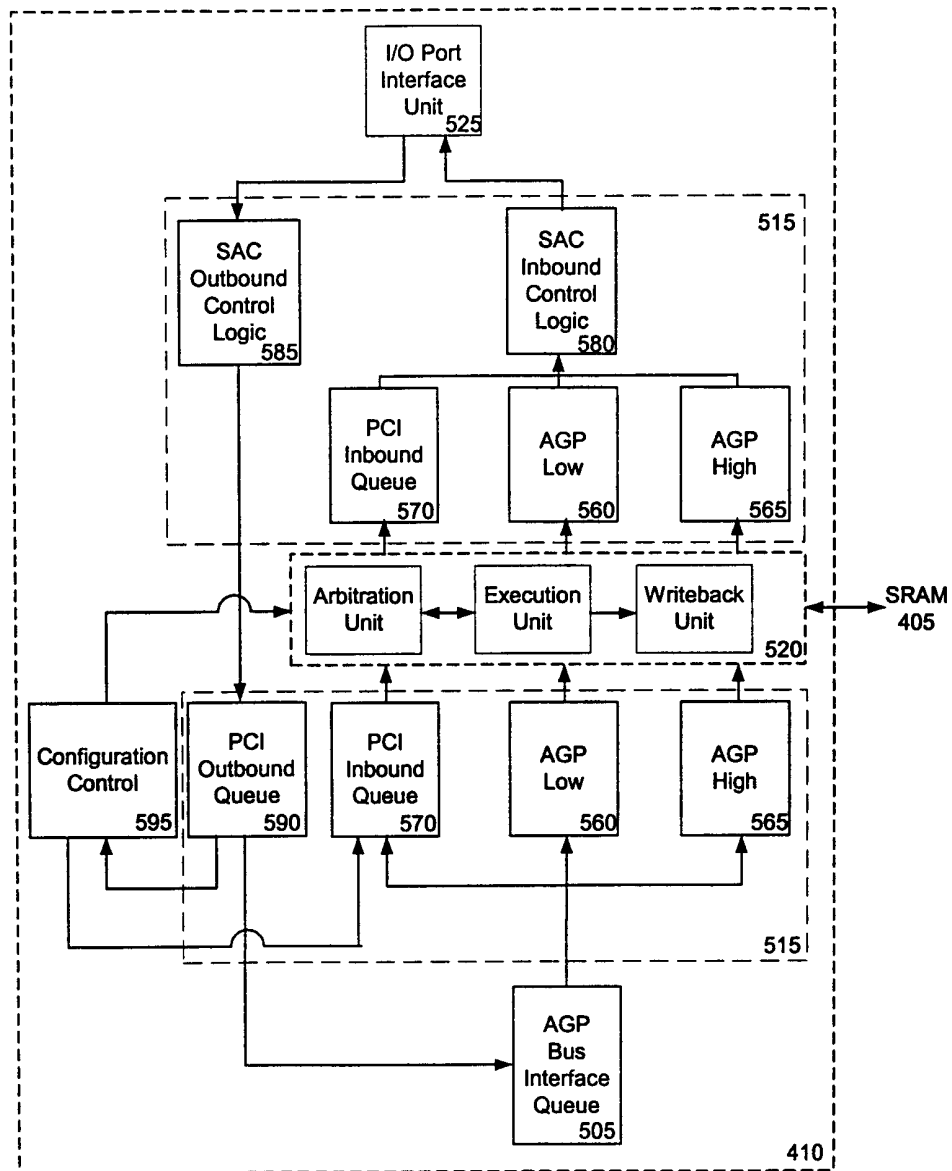 I/O Port
Interface
Unit
525
515
SAC
Outbound
Control
Logic
585
SAC
Inbound
Control
Logic
580
PCI
Inbound
Queue
570
AGP
Low
560
AGP
High
565
Arbitration
Unit
Execution
Unit
Writeback
Unit
520
SRAM
405
Configuration
Control
595
PCI
Outbound
Queue
590
PCI
Inbound
Queue
570
AGP
Low
560
AGP
High
565
515
AGP
Bus
Interface
Queue
505
410